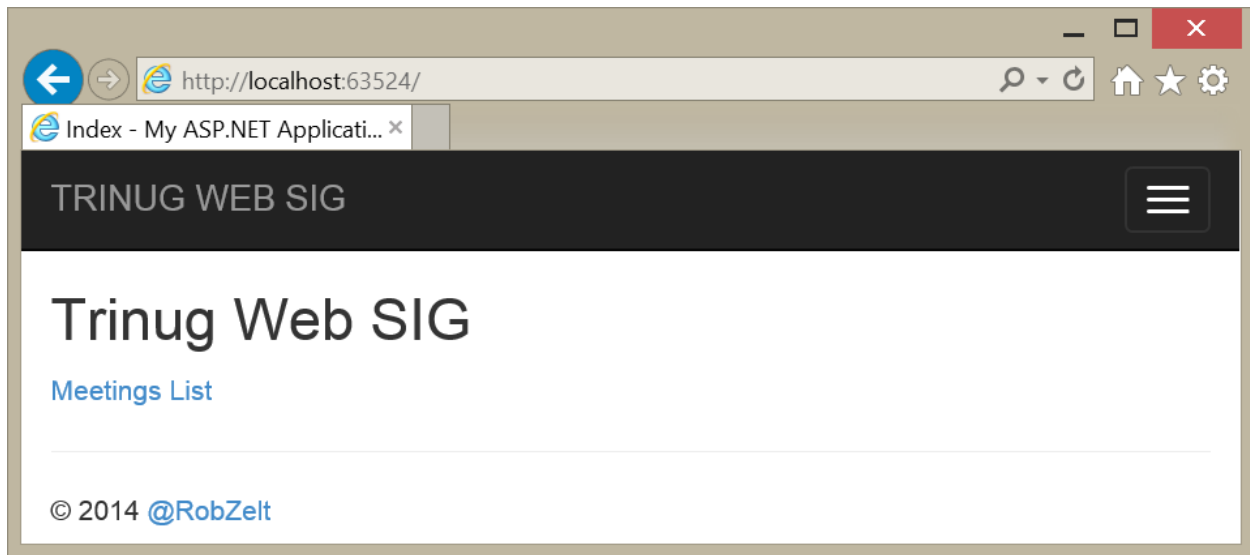 http://localhost:63524/
Index - My ASP.NET Applicati...
TRINUG WEB SIG
Trinug Web SIG
Meetings List
© 2014 @RobZelt